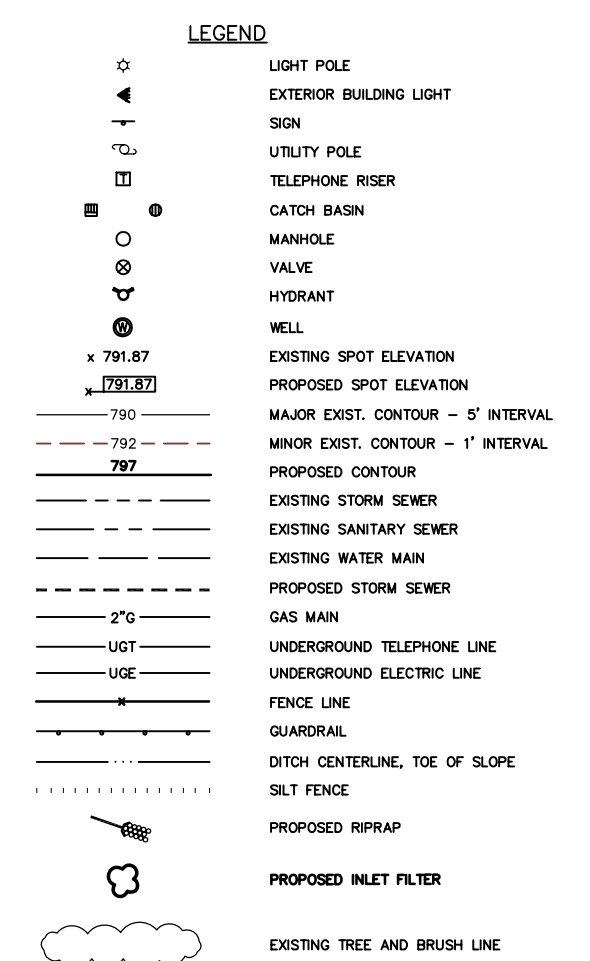 LEGEND
LIGHT POLE
EXTERIOR BUILDING LIGHT
SIGN
UTILITY POLE
T TELEPHONE RISER
CATCH BASIN
MANHOLE
VALVE
HYDRANT
W WELL
x 791.87 EXISTING SPOT ELEVATION
x 791.87 PROPOSED SPOT ELEVATION
790 MAJOR EXIST. CONTOUR – 5' INTERVAL
792 MINOR EXIST. CONTOUR – 1' INTERVAL
797 PROPOSED CONTOUR
EXISTING STORM SEWER
EXISTING SANITARY SEWER
EXISTING WATER MAIN
PROPOSED STORM SEWER
2"G GAS MAIN
UGT UNDERGROUND TELEPHONE LINE
UGE UNDERGROUND ELECTRIC LINE
x FENCE LINE
GUARDRAIL
DITCH CENTERLINE, TOE OF SLOPE
SILT FENCE
PROPOSED RIPRAP
PROPOSED INLET FILTER
EXISTING TREE AND BRUSH LINE